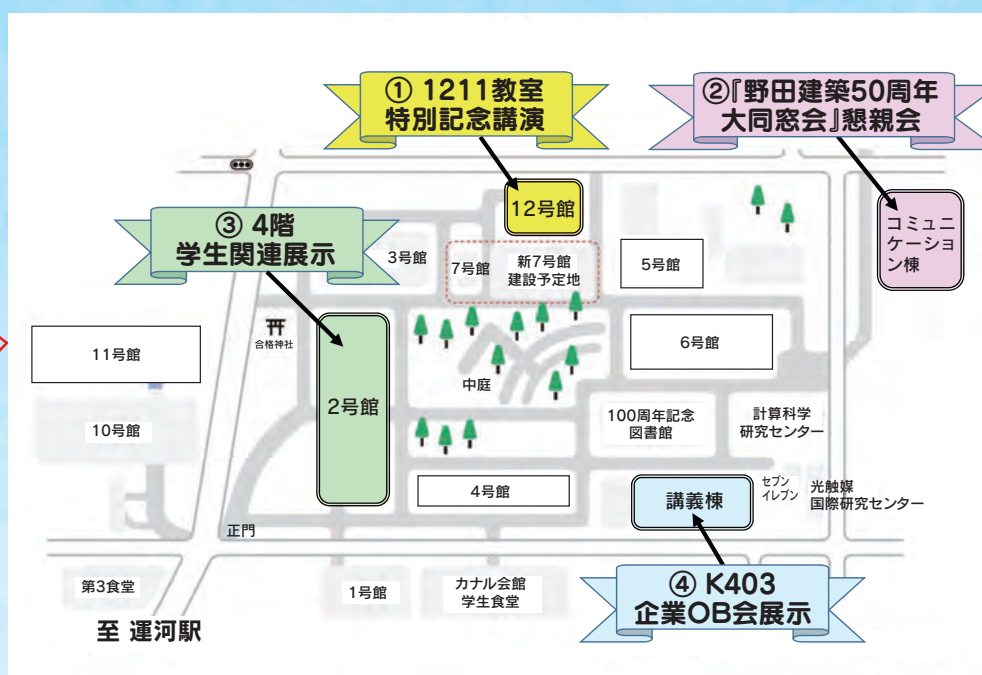 ① 1211教室
特別記念講演
②『野田建築50周年
大同窓会』懇親会
③ 4階
学生関連展示
12号館
コミュニ
ケーショ
ン棟
3号館
7号館
新7号館
建設予定地
5号館
合格神社
11号館
6号館
中庭
2号館
10号館
100周年記念
図書館
計算科学
研究センター
4号館
講義棟
セブン
イレブン
光触媒
国際研究センター
正門
第3食堂
1号館
カナル会館
学生食堂
④ K403
企業OB会展示
至 運河駅